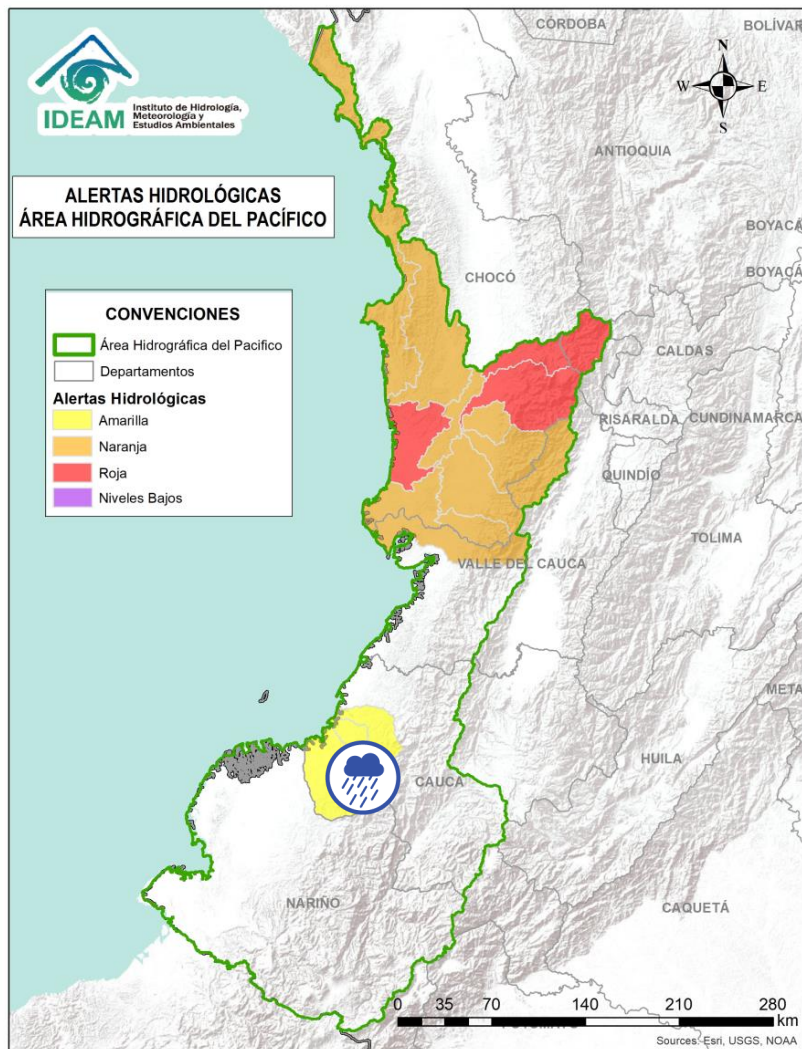 IDEAM
Instituto de Hidrología,
Meteorología y
Estudios Ambientales
ALERTAS HIDROLÓGICAS
ÁREA HIDROGRÁFICA DEL PACÍFICO
CONVENCIONES
Área Hidrográfica del Pacifico
Departamentos
Alertas Hidrológicas
Amarilla
Naranja
Roja
Niveles Bajos
CÓRDOBA
BOLÍVAR
N
W
E
S
ANTIOQUIA
BOYACÁ
BOYACÁ
CHOCÓ
CALDAS
RISARALDA
CUNDINAMARCA
QUINDÍO
TOLIMA
VALLE DEL CAUCA
META
HUILA
CAUCA
NARIÑO
CAQUETÁ
0 35 70 140 210 280
km
Sources: Esri, USGS, NOAA